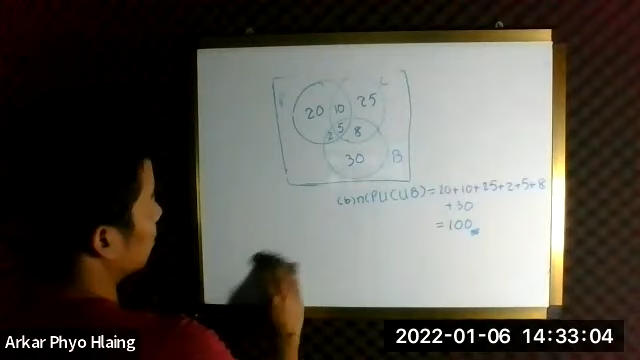 P
C
20 10 25
2 5 8
30 B
(b) n(P∪C∪B) = 20+10+25+2+5+8
+30
= 100
Arkar Phyo Hlaing
2022-01-06 14:33:04